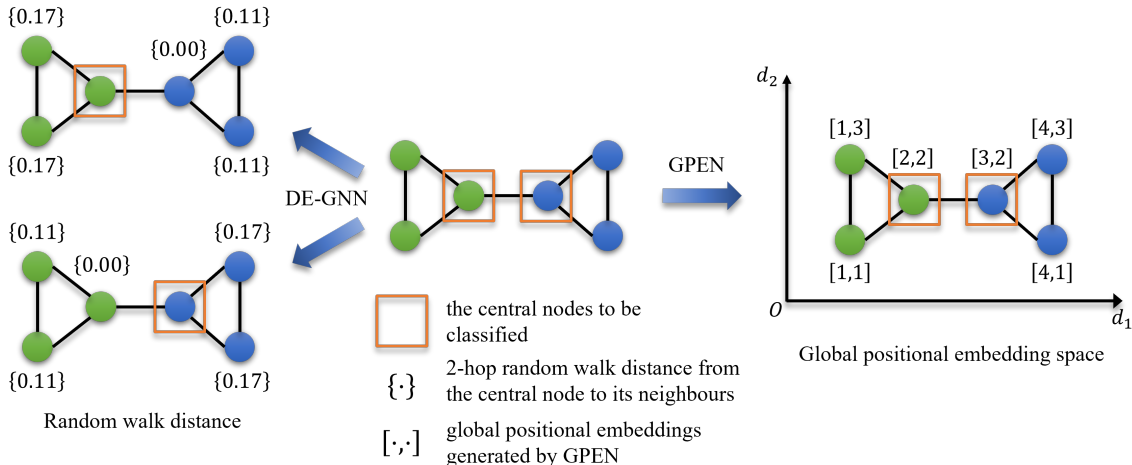 {0.17}
{0.11}
{0.00}
{0.17}
{0.11}
DE-GNN
{0.11}
{0.17}
{0.00}
{0.11}
{0.17}
Random walk distance
the central nodes to be
classified
{·}
2-hop random walk distance from
the central node to its neighbours
[·,·]
global positional embeddings
generated by GPEN
GPEN
d₂
[1,3]
[4,3]
[2,2]
[3,2]
[1,1]
[4,1]
O
d₁
Global positional embedding space